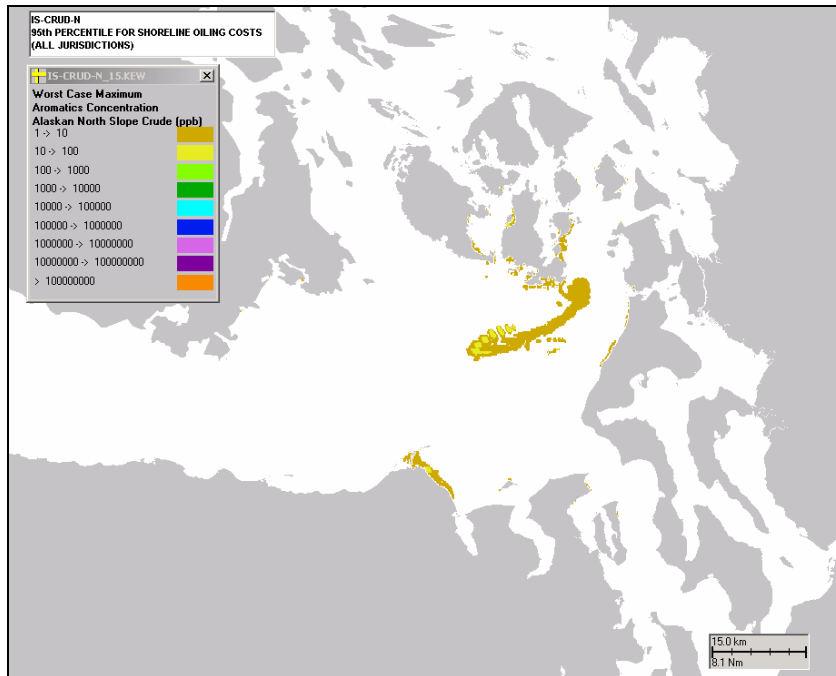 IS-CRUD-N
95th PERCENTILE FOR SHORELINE OILING COSTS
(ALL JURISDICTIONS)
IS-CRUD-N_15.KEW
Worst Case Maximum
Aromatics Concentration
Alaskan North Slope Crude (ppb)
1 -> 10
10 -> 100
100 -> 1000
1000 -> 10000
10000 -> 100000
100000 -> 1000000
1000000 -> 10000000
10000000 -> 100000000
> 100000000
15.0 km
8.1 Nm